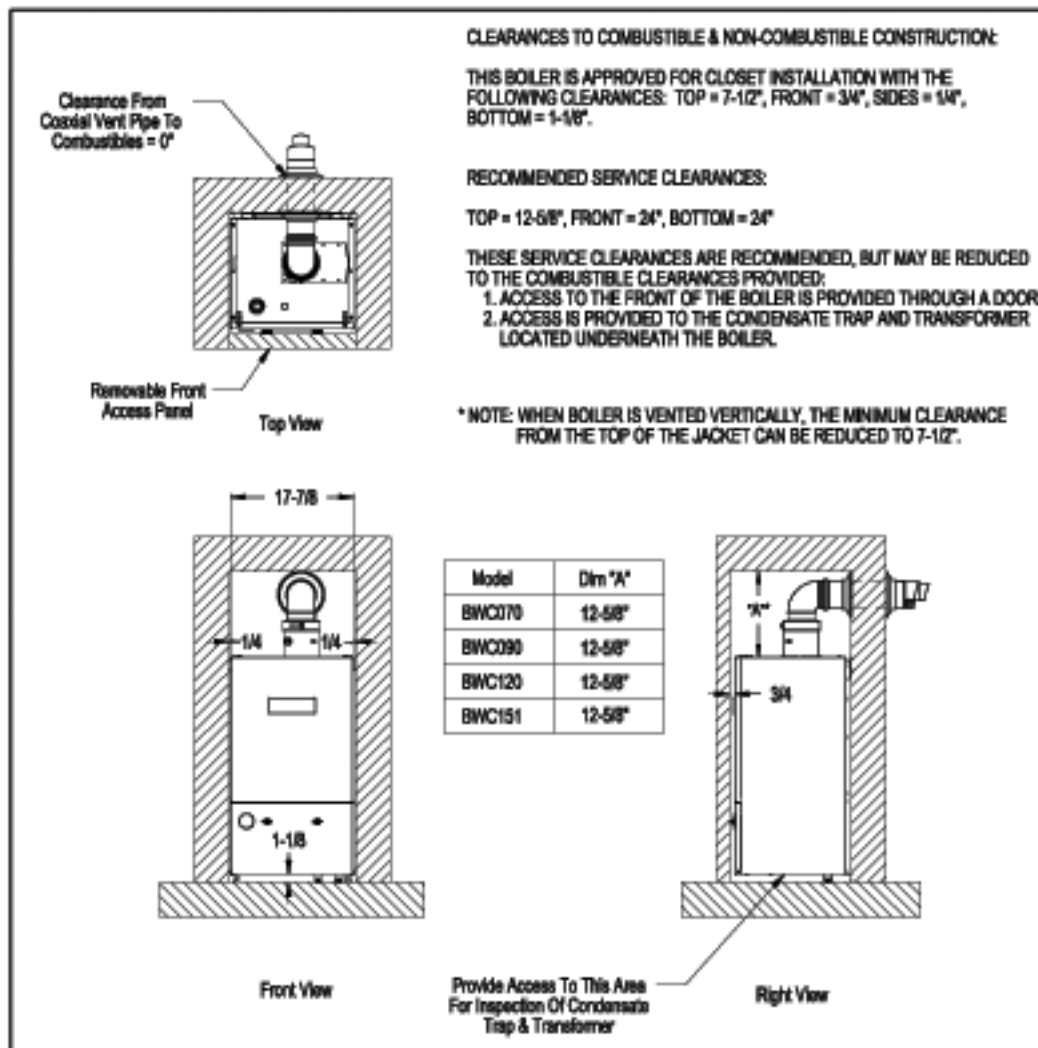 CLEARANCES TO COMBUSTIBLE & NON-COMBUSTIBLE CONSTRUCTION:
THIS BOILER IS APPROVED FOR CLOSET INSTALLATION WITH THE
FOLLOWING CLEARANCES: TOP = 7-1/2", FRONT = 3/4", SIDES = 1/4",
BOTTOM = 1-1/8".
RECOMMENDED SERVICE CLEARANCES:
TOP = 12-5/8", FRONT = 24", BOTTOM = 24"
THESE SERVICE CLEARANCES ARE RECOMMENDED, BUT MAY BE REDUCED
TO THE COMBUSTIBLE CLEARANCES PROVIDED:
1. ACCESS TO THE FRONT OF THE BOILER IS PROVIDED THROUGH A DOOR
2. ACCESS IS PROVIDED TO THE CONDENSATE TRAP AND TRANSFORMER
LOCATED UNDERNEATH THE BOILER.
* NOTE: WHEN BOILER IS VENTED VERTICALLY, THE MINIMUM CLEARANCE
FROM THE TOP OF THE JACKET CAN BE REDUCED TO 7-1/2".
Clearance From
Coaxial Vent Pipe To
Combustibles = 0"
Removable Front
Access Panel
Top View
17-7/8
1/4
1/4
1-1/8
Front View
Model Dim "A"
BWC070 12-5/8"
BWC090 12-5/8"
BWC120 12-5/8"
BWC151 12-5/8"
"A*"
3/4
Provide Access To This Area
For Inspection Of Condensate
Trap & Transformer
Right View